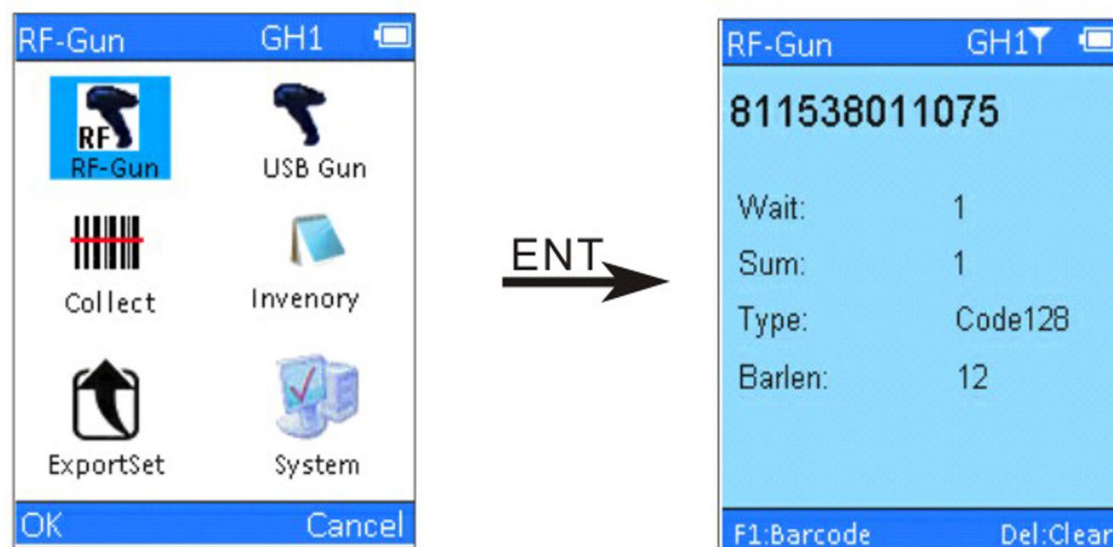 RF-Gun GH1
RF
RF-Gun USB Gun
Collect Invenory
ExportSet System
OK Cancel
ENT
RF-Gun GH1
811538011075
Wait: 1
Sum: 1
Type: Code128
Barlen: 12
F1:Barcode Del:Clear